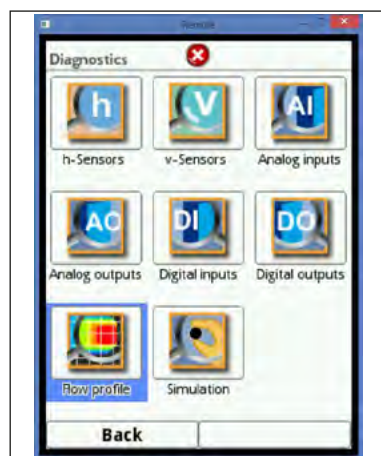 Remote
Diagnostics
h
V
AI
h-Sensors
v-Sensors
Analog inputs
AO
DI
DO
Analog outputs
Digital inputs
Digital outputs
Flow profile
Simulation
Back